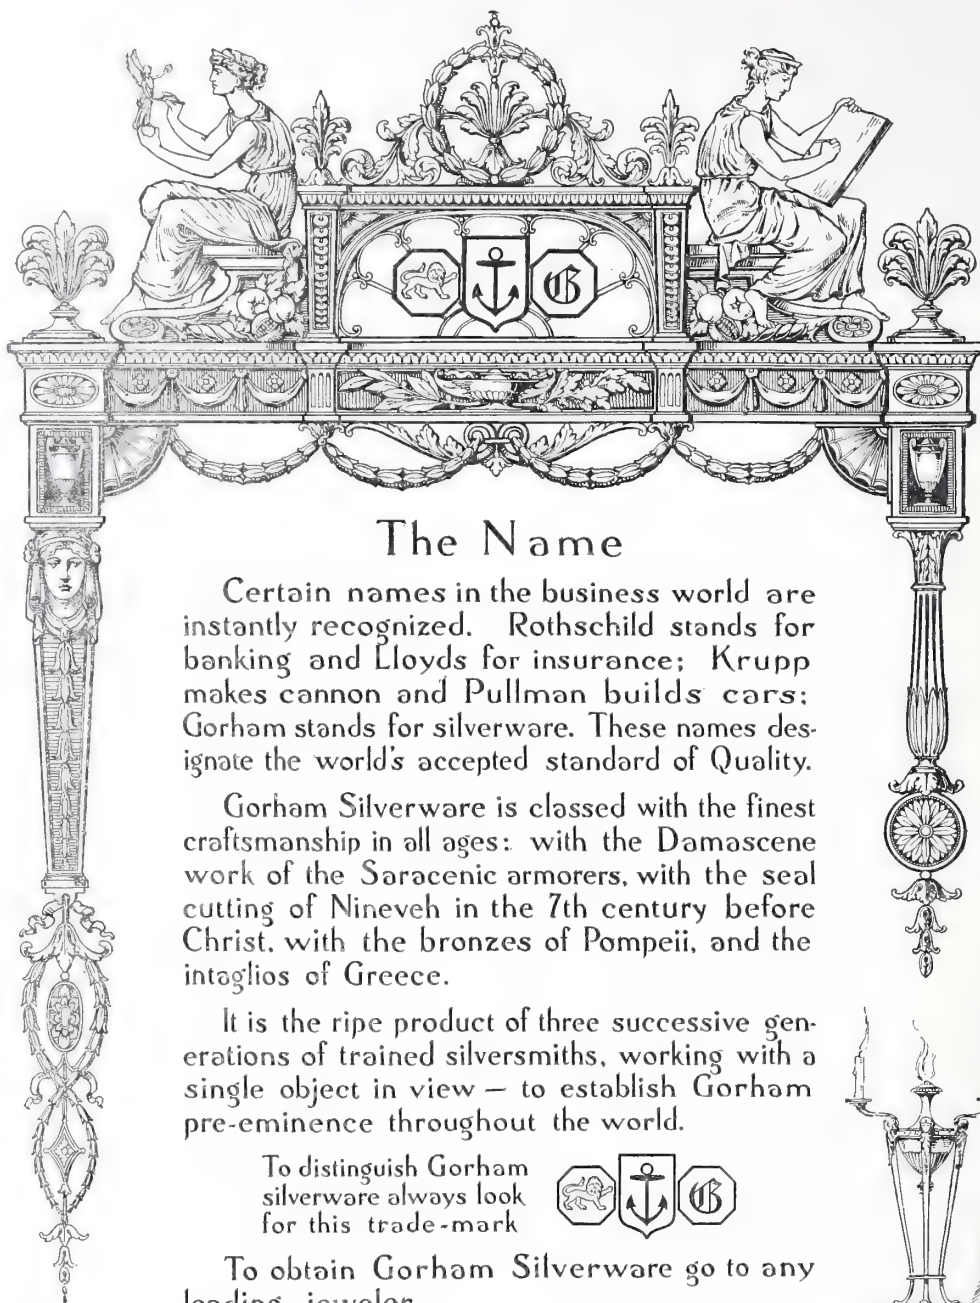 G
The Name
Certain names in the business world are
instantly recognized. Rothschild stands for
banking and Lloyds for insurance; Krupp
makes cannon and Pullman builds cars;
Gorham stands for silverware. These names des-
ignate the world's accepted standard of Quality.
Gorham Silverware is classed with the finest
craftsmanship in all ages: with the Damascene
work of the Saracenic armorers, with the seal
cutting of Nineveh in the 7th century before
Christ, with the bronzes of Pompeii, and the
intaglios of Greece.
It is the ripe product of three successive gen-
erations of trained silversmiths, working with a
single object in view — to establish Gorham
pre-eminence throughout the world.
To distinguish Gorham
silverware always look
for this trade-mark
G
To obtain Gorham Silverware go to any
leading jeweler